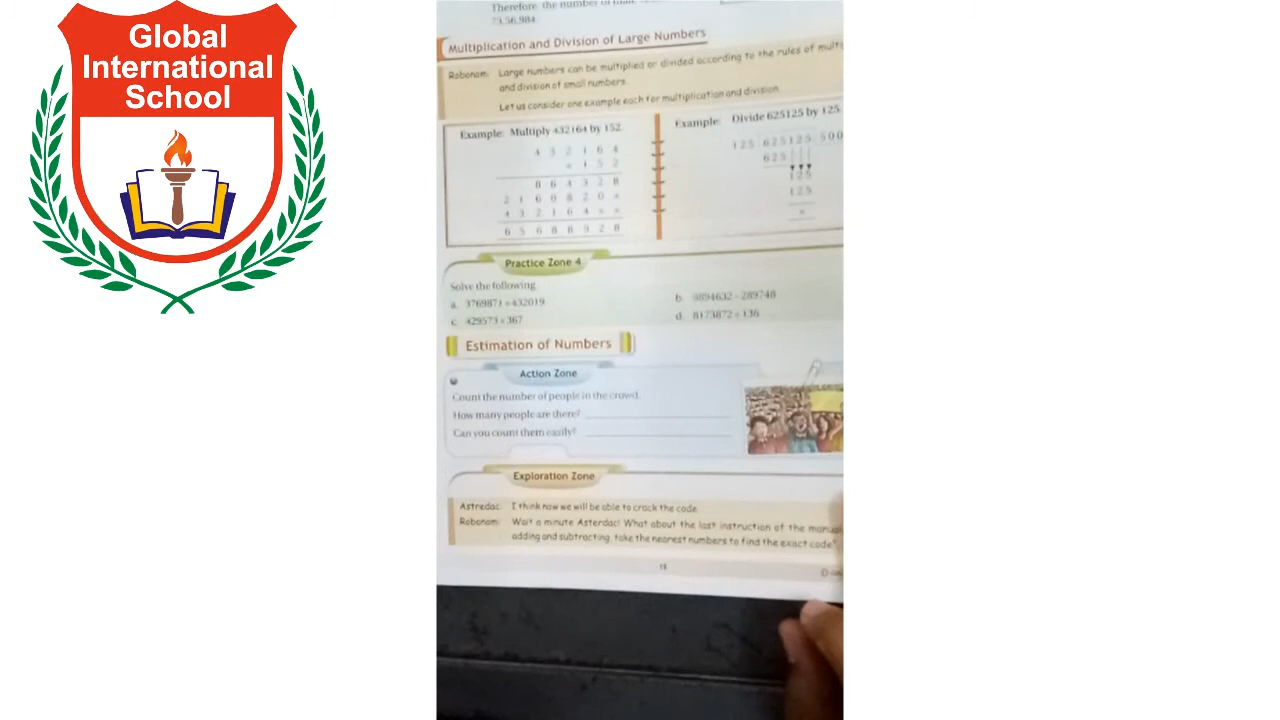 Global
International
School
Therefore, the number of
73,56,984
Multiplication and Division of Large Numbers
Robonom: Large numbers can be multiplied or divided according to the rules of
and division of small numbers.
Let us consider one example each for multiplication and division.
Example: Multiply 432164 by 152.
4 3 2 1 6 4
× 1 5 2
8 6 4 3 2 8
2 1 6 0 8 2 0 ×
4 3 2 1 6 4 × ×
6 5 6 8 8 9 2 8
Example: Divide 625125 by 125
125 625125 500
625
125
125
×
Practice Zone 4
Solve the following.
a. 3769871 + 432019
b. 3894632 - 289748
c. 429573 × 367
d. 8173872 ÷ 136
Estimation of Numbers
Action Zone
Count the number of people in the crowd.
How many people are there?
Can you count them easily?
Exploration Zone
Astredac: I think now we will be able to crack the code.
Robonom: Wait a minute Asterdac! What about the last instruction of the manual
adding and subtracting, take the nearest numbers to find the exact code"